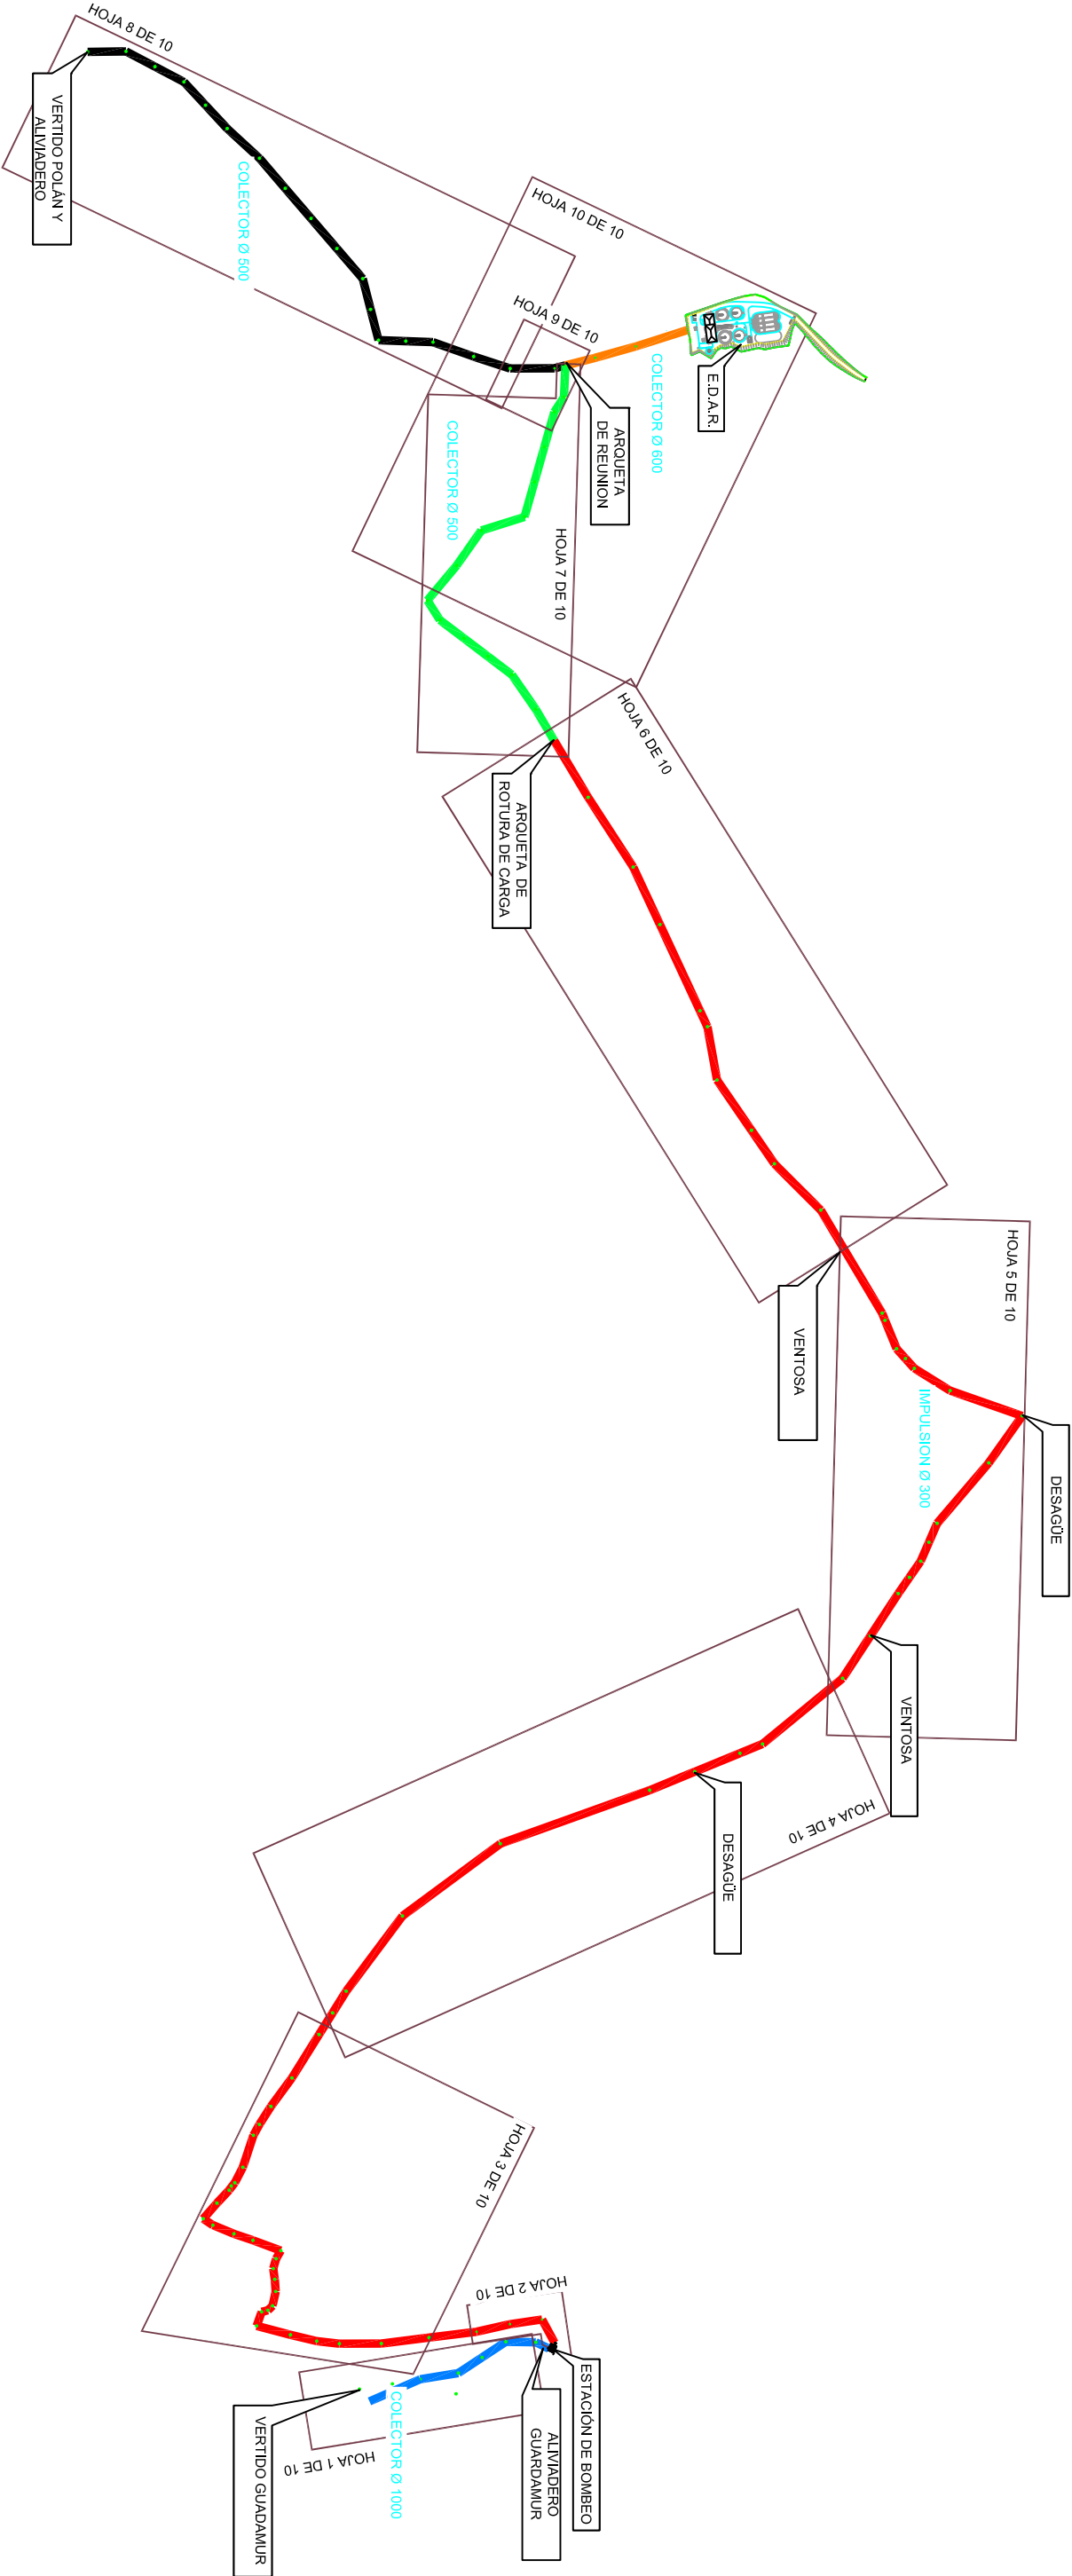 HOJA 8 DE 10
VERTIDO POLÁN Y
ALIVIADERO
COLECTOR Ø 500
HOJA 10 DE 10
HOJA 9 DE 10
E.D.A.R.
COLECTOR Ø 600
ARQUETA
DE REUNION
COLECTOR Ø 500
HOJA 7 DE 10
HOJA 6 DE 10
ARQUETA DE
ROTURA DE CARGA
HOJA 5 DE 10
VENTOSA
IMPULSION Ø 300
DESAGÜE
VENTOSA
HOJA 4 DE 10
DESAGÜE
HOJA 3 DE 10
HOJA 2 DE 10
ESTACIÓN DE BOMBEO
ALIVIADERO
GUARDAMUR
COLECTOR Ø 1000
HOJA 1 DE 10
VERTIDO GUADAMUR